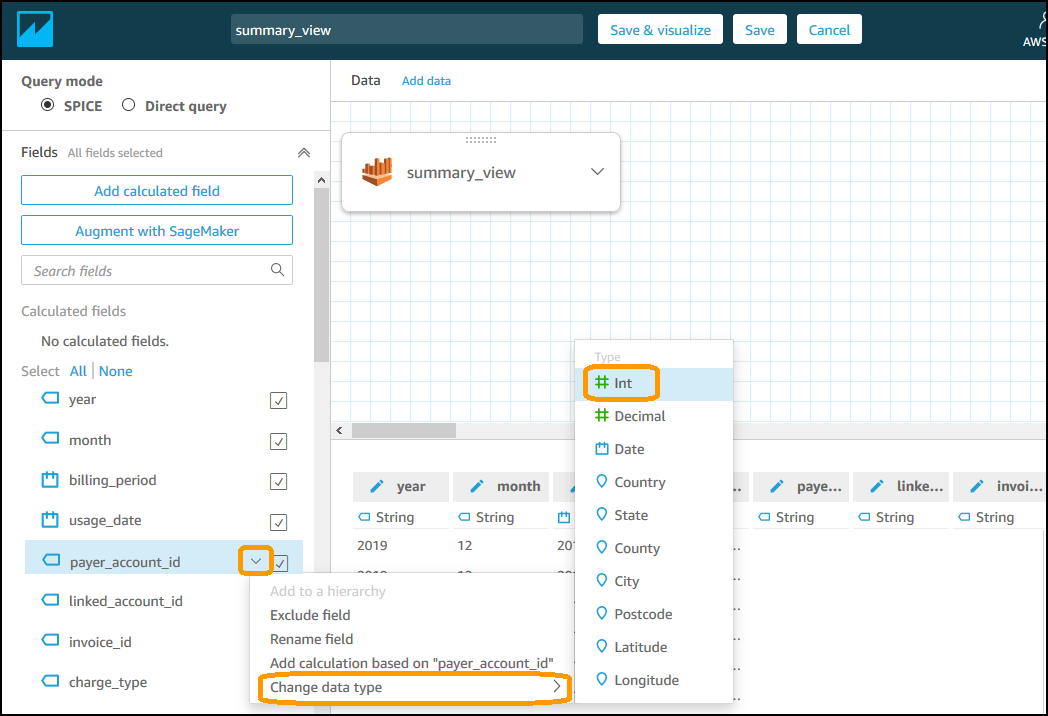 summary_view
Save & visualize
Save
Cancel
AWS
Query mode
SPICE
Direct query
Fields
All fields selected
Add calculated field
Augment with SageMaker
Search fields
Calculated fields
No calculated fields.
Select All | None
year
month
billing_period
usage_date
payer_account_id
linked_account_id
invoice_id
charge_type
Data
Add data
summary_view
Add to a hierarchy
Exclude field
Rename field
Add calculation based on "payer_account_id"
Change data type
Type
Int
Decimal
Date
Country
State
County
City
Postcode
Latitude
Longitude
year month paye... linke... invoi...
String String String String String
2019 12